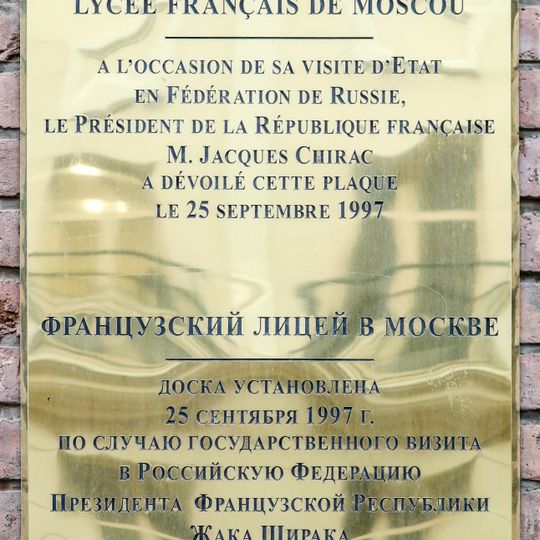 LYCÉE FRANÇAIS DE MOSCOU
A L'OCCASION DE SA VISITE D'ETAT
EN FÉDÉRATION DE RUSSIE,
LE PRÉSIDENT DE LA RÉPUBLIQUE FRANÇAISE
M. JACQUES CHIRAC
A DÉVOILÉ CETTE PLAQUE
LE 25 SEPTEMBRE 1997
ФРАНЦУЗСКИЙ ЛИЦЕЙ В МОСКВЕ
ДОСКА УСТАНОВЛЕНА
25 СЕНТЯБРЯ 1997 Г.
ПО СЛУЧАЮ ГОСУДАРСТВЕННОГО ВИЗИТА
В РОССИЙСКУЮ ФЕДЕРАЦИЮ
ПРЕЗИДЕНТА ФРАНЦУЗСКОЙ РЕСПУБЛИКИ
ЖАКА ШИРАКА